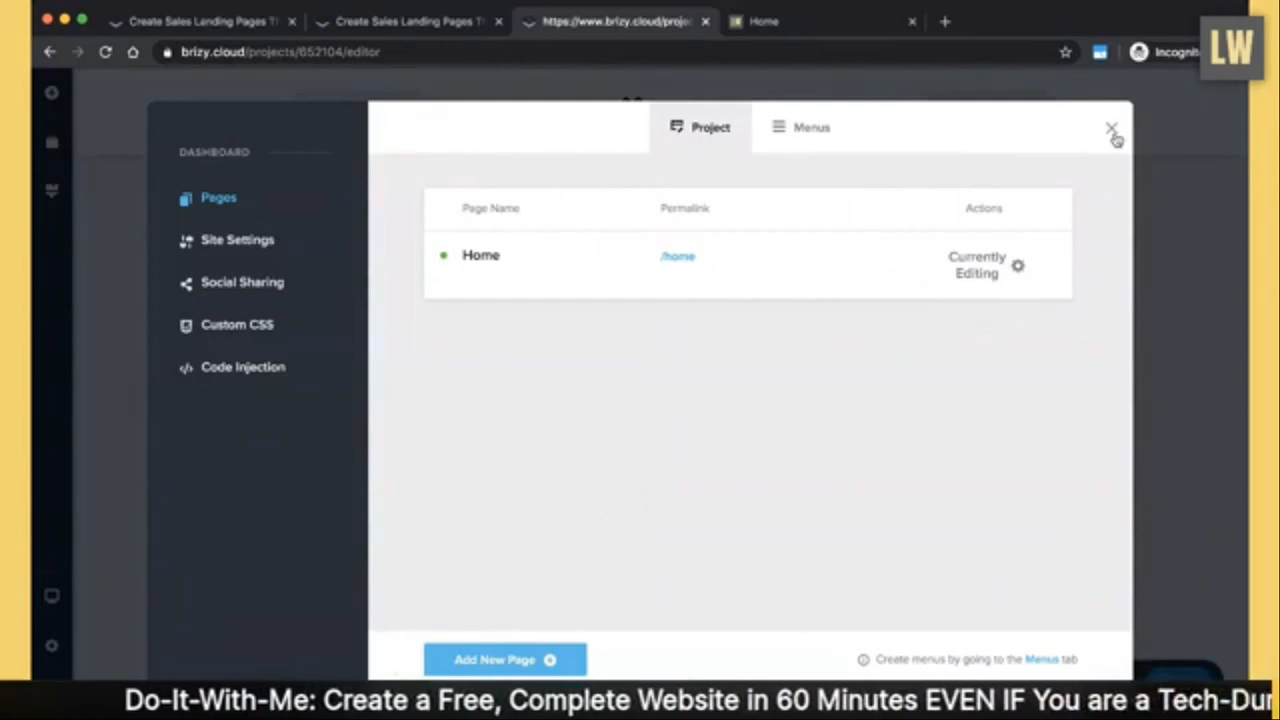 Create Sales Landing Pages T
Create Sales Landing Pages T
https://www.brizy.cloud/proje
Home
brizy.cloud/projects/652104/editor
Incognit
LW
Project
Menus
DASHBOARD
Pages
Site Settings
Social Sharing
Custom CSS
Code Injection
Page Name
Permalink
Actions
Home
/home
Currently
Editing
Add New Page
Create menus by going to the Menus tab
Do-It-With-Me: Create a Free, Complete Website in 60 Minutes EVEN IF You are a Tech-Du